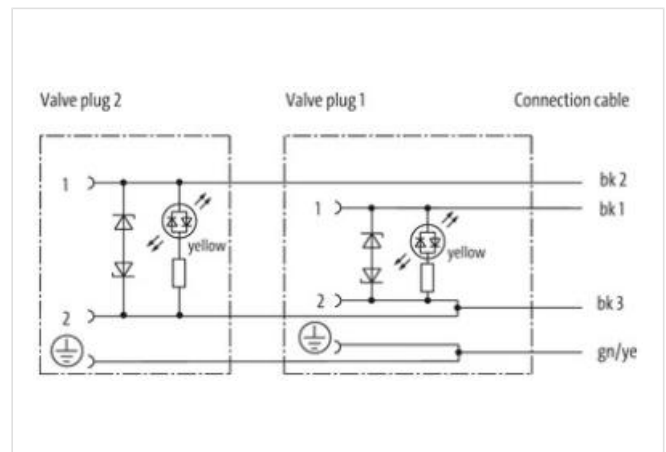 Valve plug 2 Valve plug 1 Connection cable
1 bk 2
1 bk 1
yellow yellow
2 bk 3
2
gn/ye